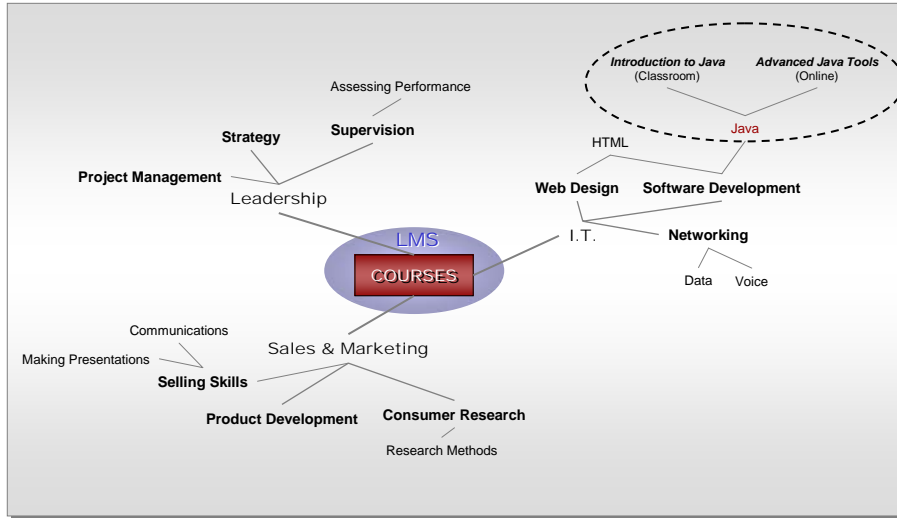 Introduction to Java
(Classroom)
Advanced Java Tools
(Online)
Java
Assessing Performance
Supervision
Strategy
Project Management
Leadership
HTML
Web Design
Software Development
I.T.
Networking
Data
Voice
LMS
COURSES
Sales & Marketing
Communications
Making Presentations
Selling Skills
Product Development
Consumer Research
Research Methods